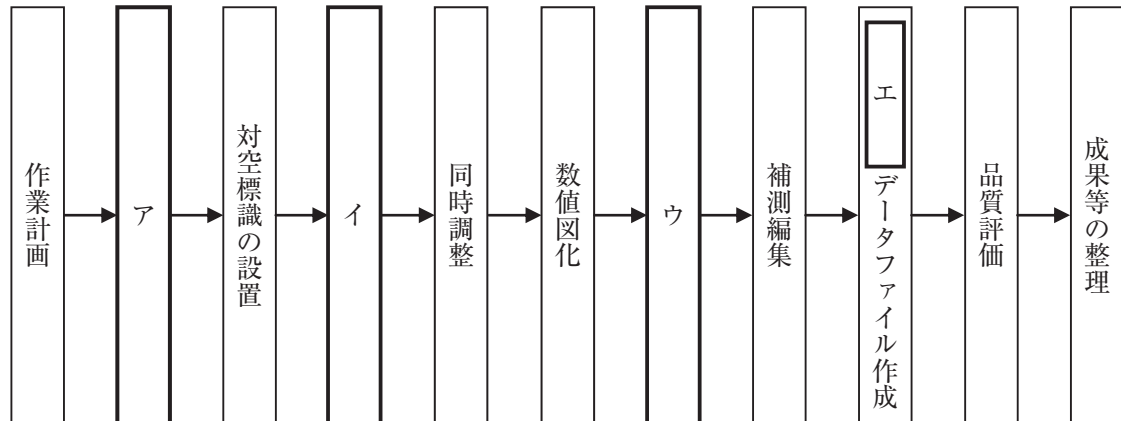 作業計画
ア
対空標識の設置
イ
同時調整
数値図化
ウ
補測編集
エ
データファイル作成
品質評価
成果等の整理